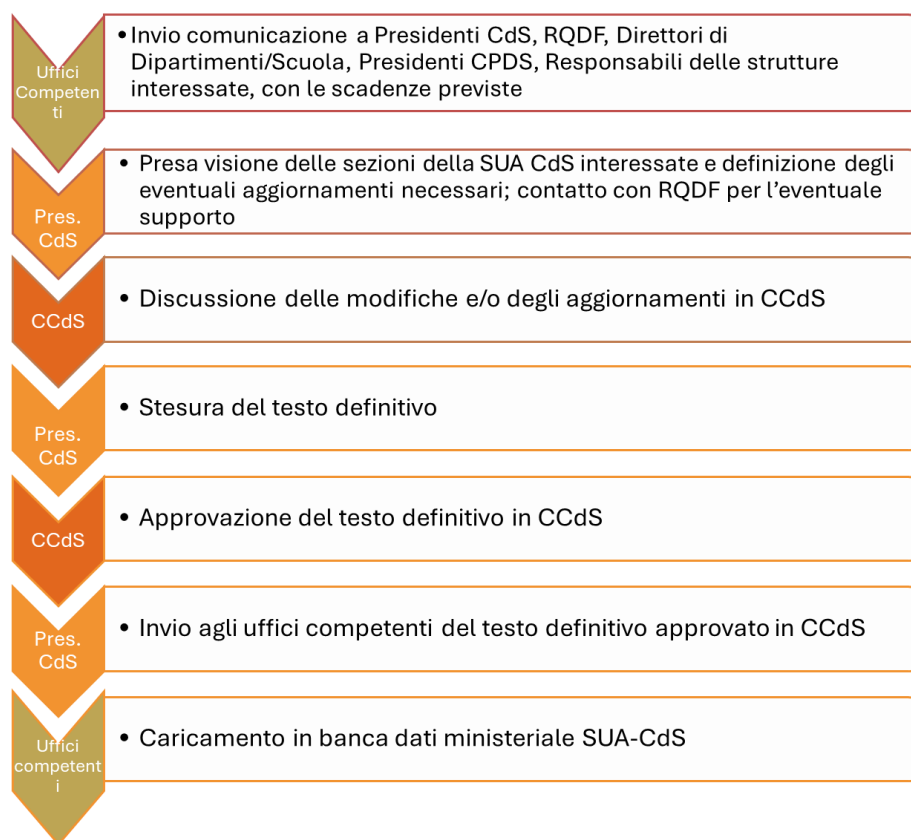 Uffici
Competen
ti
•Invio comunicazione a Presidenti CdS, RQDF, Direttori di
Dipartimenti/Scuola, Presidenti CPDS, Responsabili delle strutture
interessate, con le scadenze previste
Pres.
CdS
• Presa visione delle sezioni della SUA CdS interessate e definizione degli
eventuali aggiornamenti necessari; contatto con RQDF per l’eventuale
supporto
CCdS
• Discussione delle modifiche e/o degli aggiornamenti in CCdS
Pres.
CdS
• Stesura del testo definitivo
CCdS
• Approvazione del testo definitivo in CCdS
Pres.
CdS
• Invio agli uffici competenti del testo definitivo approvato in CCdS
Uffici
competent
i
• Caricamento in banca dati ministeriale SUA-CdS